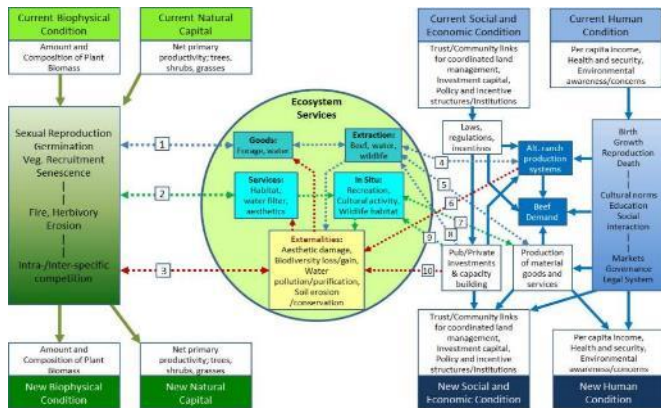 Current Biophysical
Condition
Amount and
Composition of Plant
Biomass
Current Natural
Capital
Net primary
productivity; trees,
shrubs, grasses
Current Social and
Economic Condition
Trust/Community links
for coordinated land
management,
Investment capital,
Policy and incentive
structures/Institutions
Current Human
Condition
Per capita income,
Health and security,
Environmental
awareness/concerns
Sexual Reproduction
Germination
Veg. Recruitment
Senescence
Fire, Herbivory
Erosion
Intra-/Inter-specific
competition
1
2
3
Ecosystem
Services
Goods:
Forage, water
Extraction:
Beef, water,
wildlife
Services:
Habitat,
water filter,
aesthetics
In Situ:
Recreation,
Cultural activity,
Wildlife habitat
Externalities:
Aesthetic damage,
Biodiversity loss/gain,
Water
pollution/purification,
Soil erosion
/conservation
4
5
6
7
8
9
10
Laws,
regulations,
incentives
Alt. ranch
production
systems
Beef
Demand
Pub/Private
investments
& capacity
building
Production of
material goods
and services
Birth
Growth
Reproduction
Death
Cultural norms
Education
Social
interaction
Markets
Governance
Legal System
Amount and
Composition of Plant
Biomass
New Biophysical
Condition
Net primary
productivity; trees,
shrubs, grasses
New Natural
Capital
Trust/Community links
for coordinated land
management,
Investment capital,
Policy and incentive
structures/Institutions
New Social and
Economic Condition
Per capita income,
Health and security,
Environmental
awareness/concerns
New Human
Condition